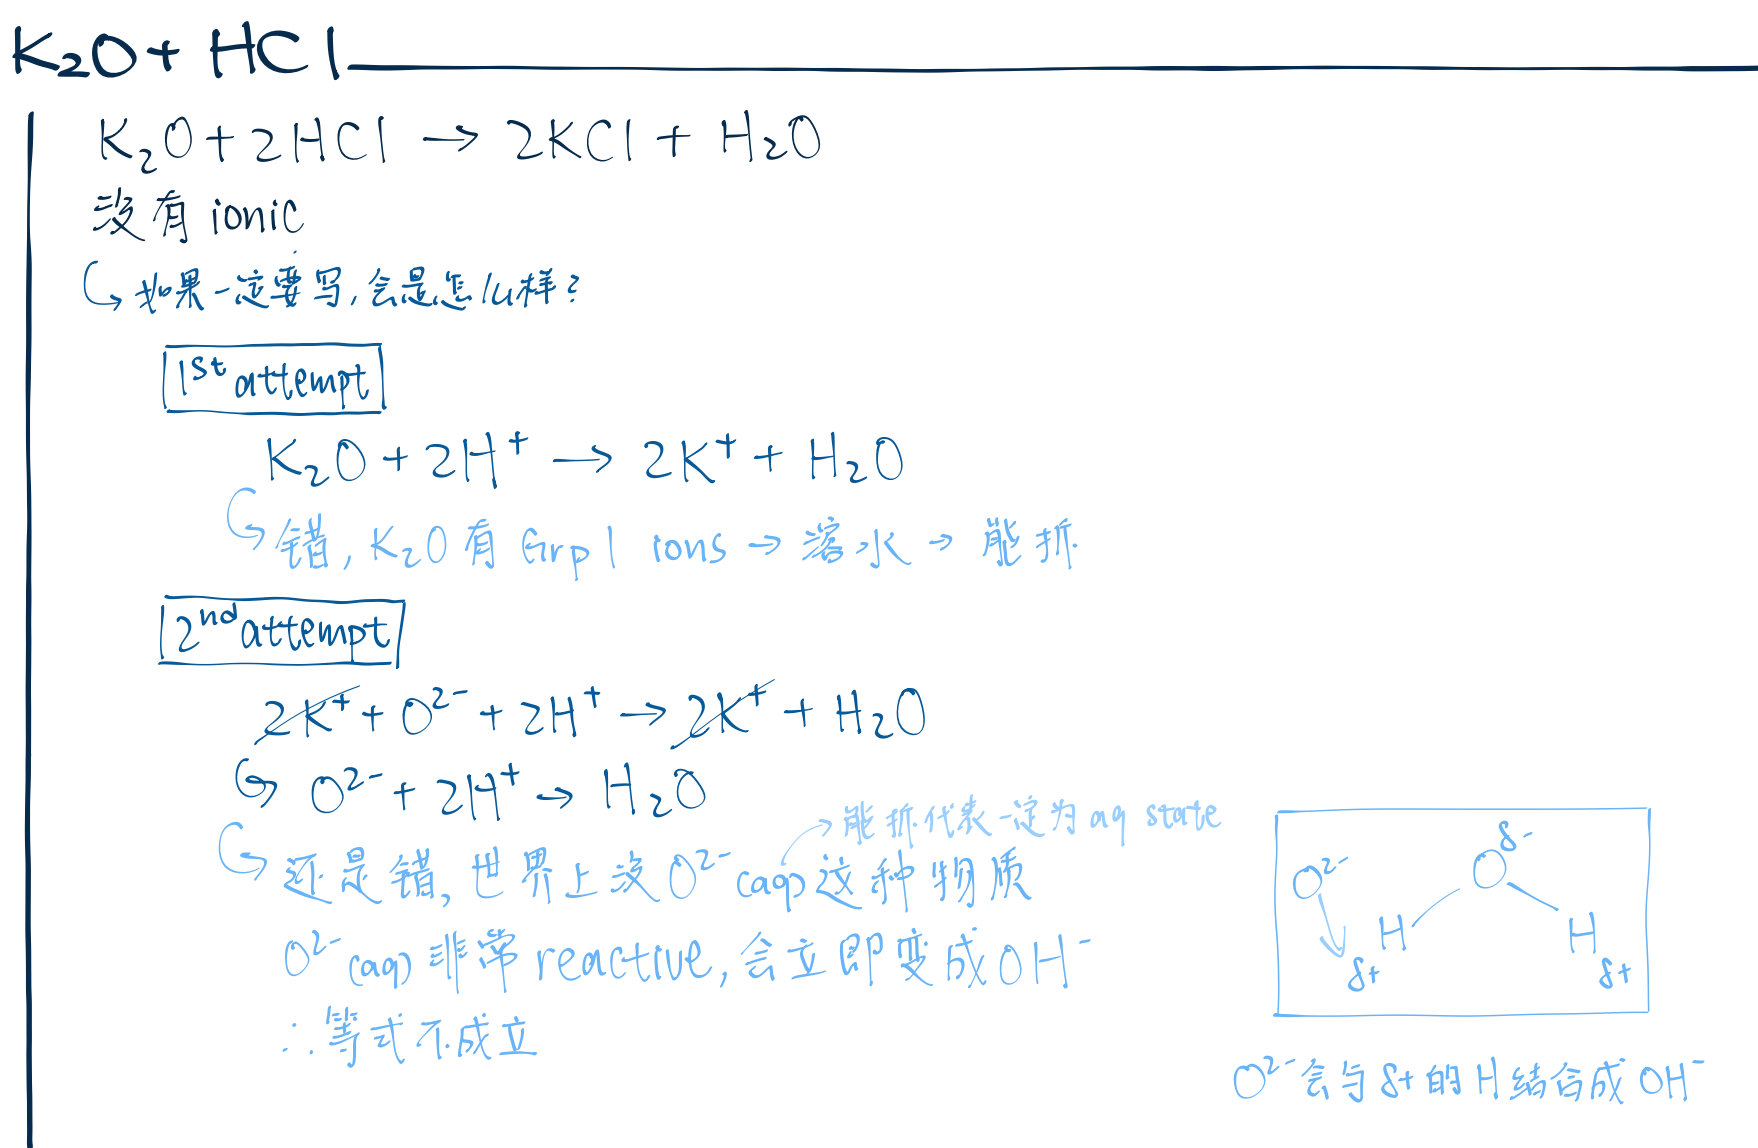 K₂O + HCl
K₂O + 2HCl → 2KCl + H₂O
没有 ionic
↳ 如果一定要写, 会是怎么样?
1st attempt
K₂O + 2H⁺ → 2K⁺ + H₂O
↳ 错, K₂O 有 Grp 1 ions → 溶水 → 能拆
2nd attempt
2K⁺ + O²⁻ + 2H⁺ → 2K⁺ + H₂O
↳ O²⁻ + 2H⁺ → H₂O
→ 能拆代表一定为 aq state
↳ 还是错, 世界上没 O²⁻(aq) 这种物质
O²⁻(aq) 非常 reactive, 会立即变成 OH⁻
∴ 等式不成立
δ-
O²⁻ O
H H
δ+ δ+
O²⁻ 会与 δ+ 的 H 结合成 OH⁻